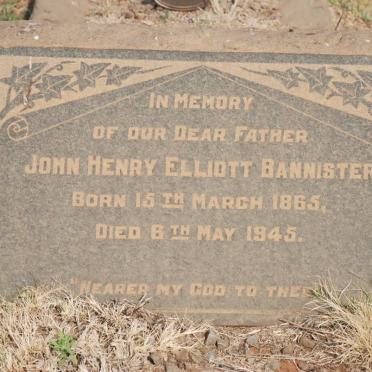 In Memory
of our Dear Father
John Henry Elliott Bannister
Born 15th March 1865,
Died 6th May 1945.
"Nearer my God to Thee"